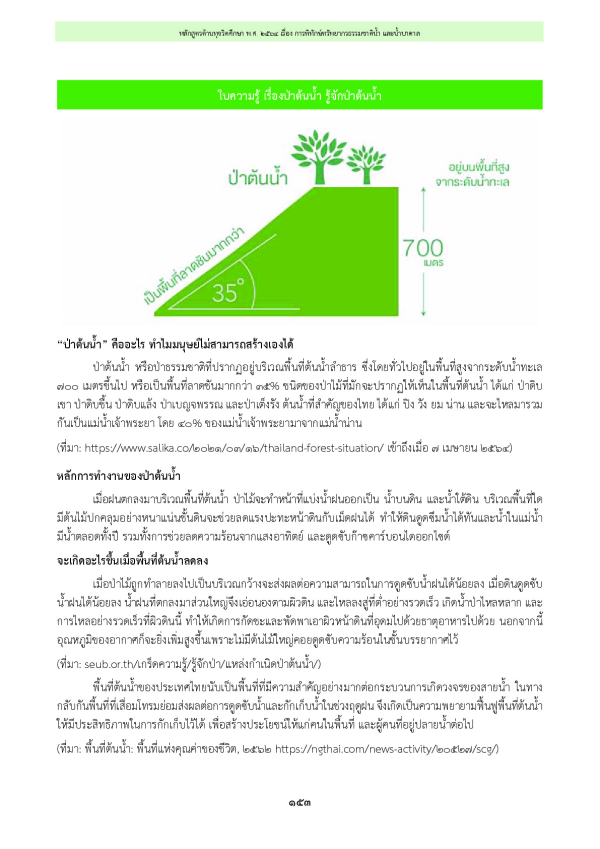 หลักสูตรต้านทุจริตศึกษา พ.ศ. ๒๕๖๔ เรื่อง การพิทักษ์ทรัพยากรธรรมชาติน้ำ และน้ำบาดาล
ใบความรู้ เรื่องป่าต้นน้ำ รู้จักป่าต้นน้ำ
ป่าต้นน้ำ
อยู่บนพื้นที่สูง
จากระดับน้ำทะเล
เป็นพื้นที่ลาดชันมากกว่า
35°
700
เมตร
“ป่าต้นน้ำ” คืออะไร ทำไมมนุษย์ไม่สามารถสร้างเองได้
ป่าต้นน้ำ หรือป่าธรรมชาติที่ปรากฏอยู่บริเวณพื้นที่ต้นน้ำลำธาร ซึ่งโดยทั่วไปอยู่ในพื้นที่สูงจากระดับน้ำทะเล
๗๐๐ เมตรขึ้นไป หรือเป็นพื้นที่ลาดชันมากกว่า ๓๕% ชนิดของป่าไม้ที่มักจะปรากฏให้เห็นในพื้นที่ต้นน้ำ ได้แก่ ป่าดิบ
เขา ป่าดิบชื้น ป่าดิบแล้ง ป่าเบญจพรรณ และป่าเต็งรัง ต้นน้ำที่สำคัญของไทย ได้แก่ ปิง วัง ยม น่าน และจะไหลมารวม
กันเป็นแม่น้ำเจ้าพระยา โดย ๔๐% ของแม่น้ำเจ้าพระยามาจากแม่น้ำน่าน
(ที่มา: https://www.salika.co/๒๐๒๑/๐๓/๑๖/thailand-forest-situation/ เข้าถึงเมื่อ ๗ เมษายน ๒๕๖๔)
หลักการทำงานของป่าต้นน้ำ
เมื่อฝนตกลงมาบริเวณพื้นที่ต้นน้ำ ป่าไม้จะทำหน้าที่แบ่งน้ำฝนออกเป็น น้ำบนดิน และน้ำใต้ดิน บริเวณพื้นที่ใด
มีต้นไม้ปกคลุมอย่างหนาแน่นชั้นดินจะช่วยลดแรงปะทะหน้าดินกับเม็ดฝนได้ ทำให้ดินดูดซึมน้ำได้ทันและน้ำในแม่น้ำ
มีน้ำตลอดทั้งปี รวมทั้งการช่วยลดความร้อนจากแสงอาทิตย์ และดูดซับก๊าซคาร์บอนไดออกไซด์
จะเกิดอะไรขึ้นเมื่อพื้นที่ต้นน้ำลดลง
เมื่อป่าไม้ถูกทำลายลงไปเป็นบริเวณกว้างจะส่งผลต่อความสามารถในการดูดซับน้ำฝนได้น้อยลง เมื่อดินดูดซับ
น้ำฝนได้น้อยลง น้ำฝนที่ตกลงมาส่วนใหญ่จึงเอ่อนองตามผิวดิน และไหลลงสู่ที่ต่ำอย่างรวดเร็ว เกิดน้ำป่าไหลหลาก และ
การไหลอย่างรวดเร็วที่ผิวดินนี้ ทำให้เกิดการกัดชะและพัดพาเอาผิวหน้าดินที่อุดมไปด้วยธาตุอาหารไปด้วย นอกจากนี้
อุณหภูมิของอากาศก็จะยิ่งเพิ่มสูงขึ้นเพราะไม่มีต้นไม้ใหญ่คอยดูดซับความร้อนในชั้นบรรยากาศไว้
(ที่มา: seub.or.th/เกร็ดความรู้/รู้จักป่า/แหล่งกำเนิดป่าต้นน้ำ/)
พื้นที่ต้นน้ำของประเทศไทยนับเป็นพื้นที่ที่มีความสำคัญอย่างมากต่อกระบวนการเกิดวงจรของสายน้ำ ในทาง
กลับกันพื้นที่ที่เสื่อมโทรมย่อมส่งผลต่อการดูดซับน้ำและกักเก็บน้ำในช่วงฤดูฝน จึงเกิดเป็นความพยายามฟื้นฟูพื้นที่ต้นน้ำ
ให้มีประสิทธิภาพในการกักเก็บไว้ได้ เพื่อสร้างประโยชน์ให้แก่คนในพื้นที่ และผู้คนที่อยู่ปลายน้ำต่อไป
(ที่มา: พื้นที่ต้นน้ำ: พื้นที่แห่งคุณค่าของชีวิต, ๒๕๖๒ https://ngthai.com/news-activity/๒๐๕๒๗/scg/)
๑๕๓